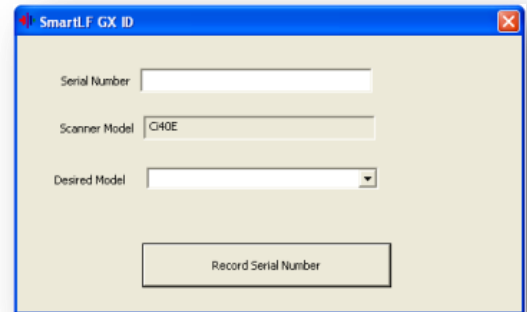 SmartLF GX ID
Serial Number
Scanner Model Ci40E
Desired Model
Record Serial Number